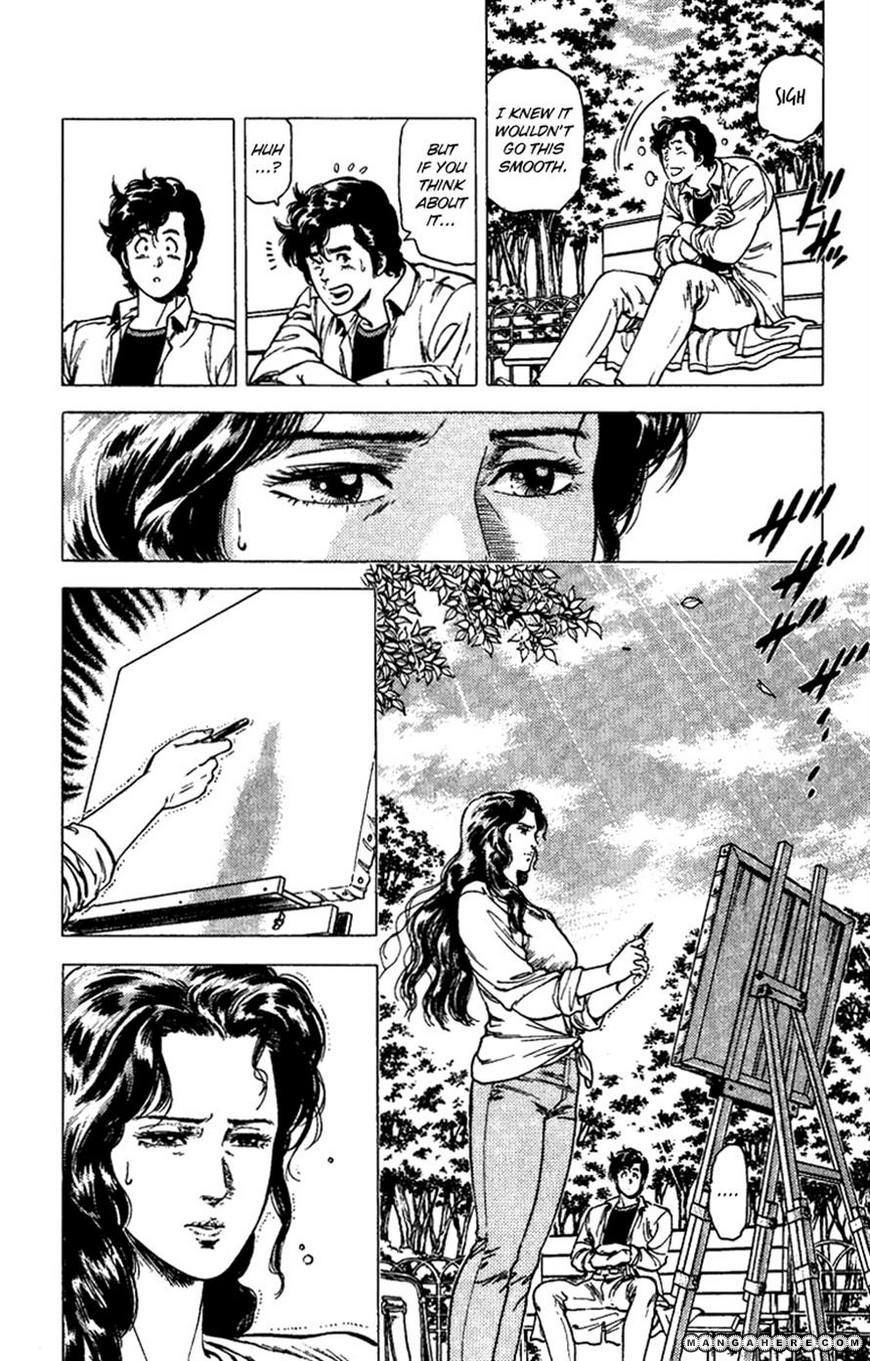 SIGH
I KNEW IT
WOULDN'T
GO THIS
SMOOTH.
BUT
IF YOU
THINK
ABOUT
IT...
HUH
...?
.....
MANGAHERE.COM